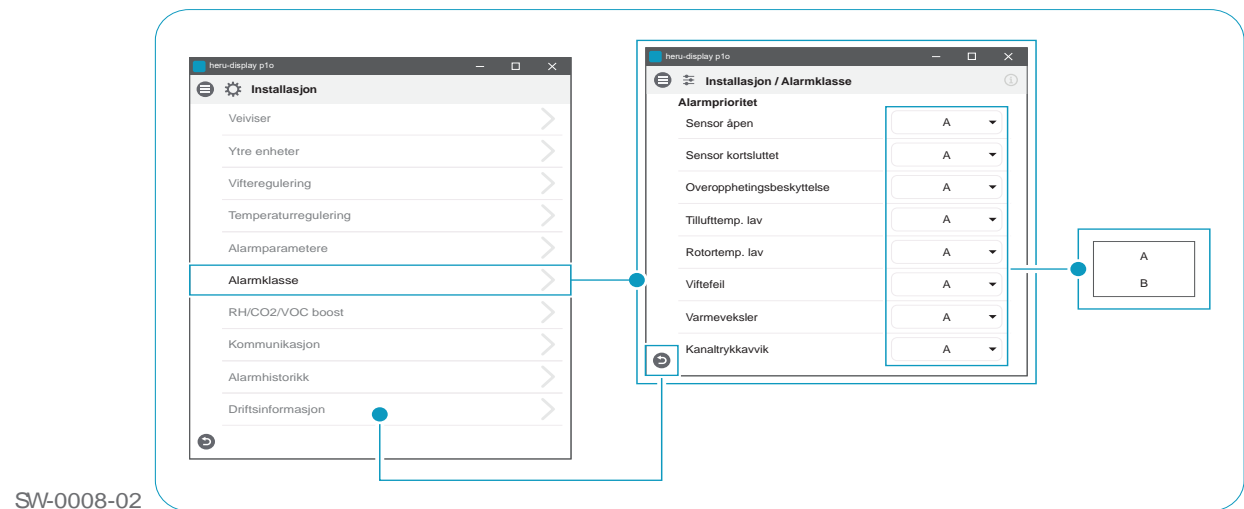 heru-display p1o
Installasjon
Veiviser
Ytre enheter
Vifteregulering
Temperaturregulering
Alarmparametere
Alarmklasse
RH/CO2/VOC boost
Kommunikasjon
Alarmhistorikk
Driftsinformasjon
heru-display p1o
Installasjon / Alarmklasse
Alarmprioritet
Sensor åpen A
Sensor kortsluttet A
Overopphetingsbeskyttelse A
Tillufttemp. lav A
Rotortemp. lav A
Viftefeil A
Varmeveksler A
Kanaltrykkavvik A
A
B
SW-0008-02